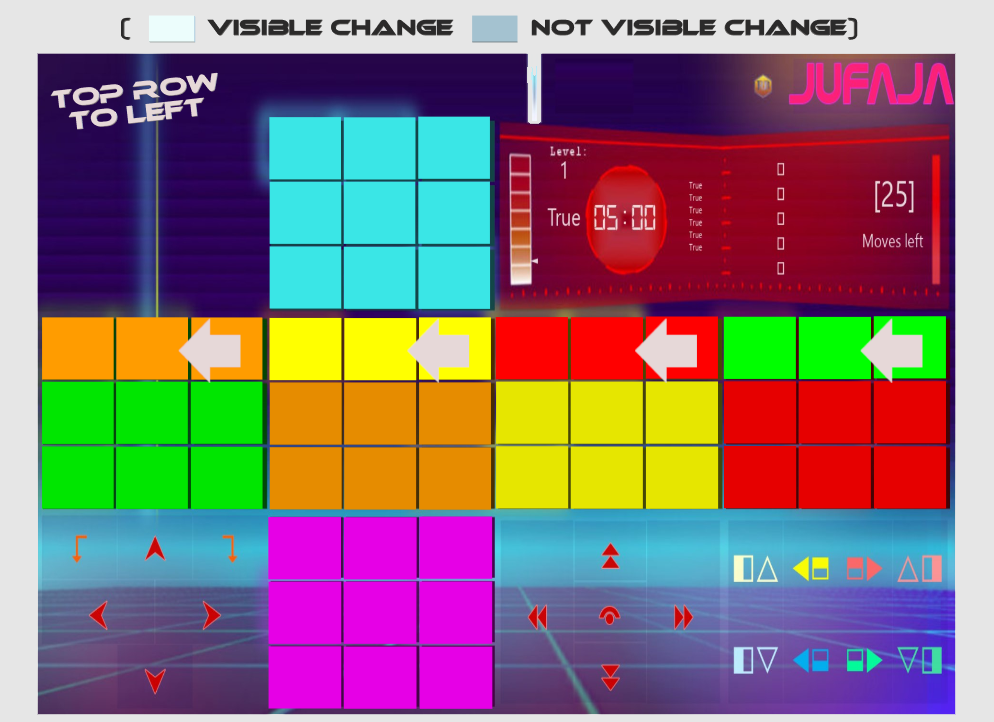 ( VISIBLE CHANGE NOT VISIBLE CHANGE)
TOP ROW
TO LEFT
JUFAJA
Level:
1
True
05:00
True
True
True
True
True
True
[25]
Moves left